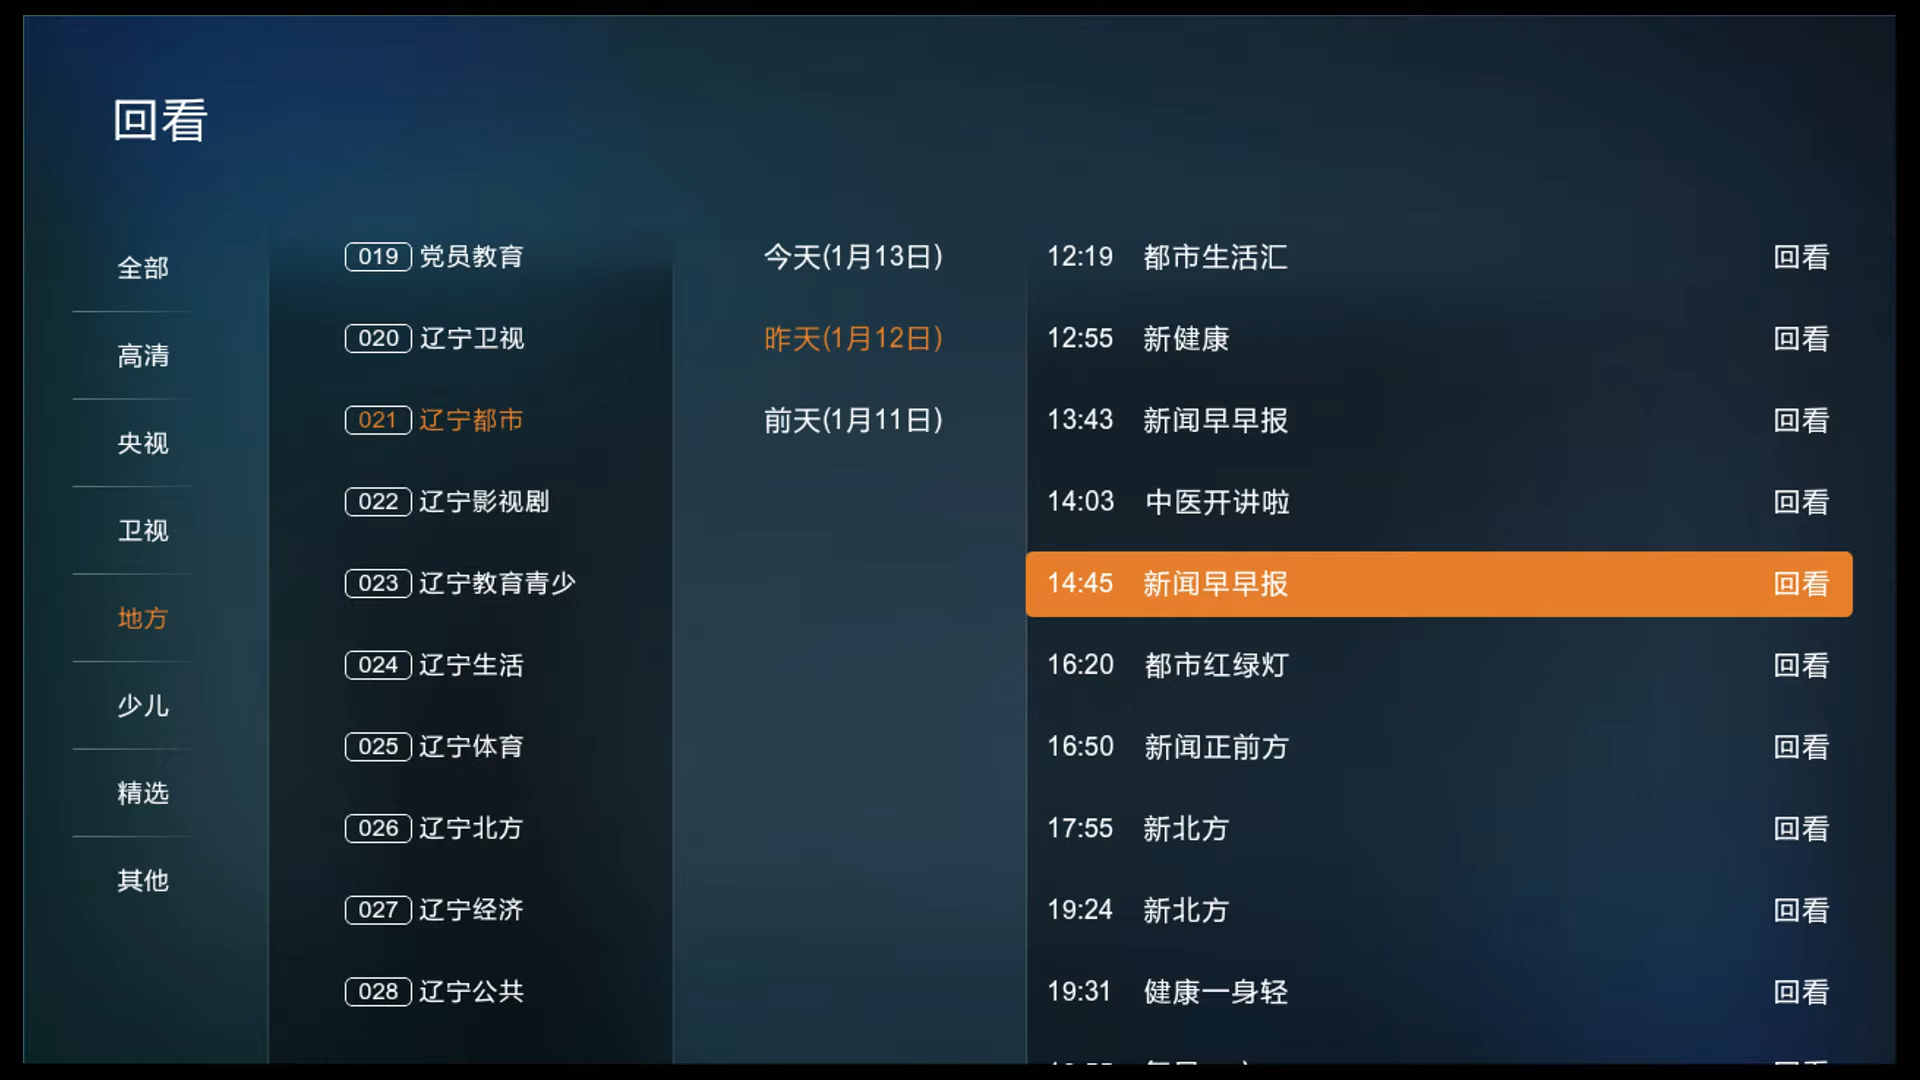 回看
全部
高清
央视
卫视
地方
少儿
精选
其他
019 党员教育
020 辽宁卫视
021 辽宁都市
022 辽宁影视剧
023 辽宁教育青少
024 辽宁生活
025 辽宁体育
026 辽宁北方
027 辽宁经济
028 辽宁公共
今天(1月13日)
昨天(1月12日)
前天(1月11日)
12:19 都市生活汇 回看
12:55 新健康 回看
13:43 新闻早早报 回看
14:03 中医开讲啦 回看
14:45 新闻早早报 回看
16:20 都市红绿灯 回看
16:50 新闻正前方 回看
17:55 新北方 回看
19:24 新北方 回看
19:31 健康一身轻 回看